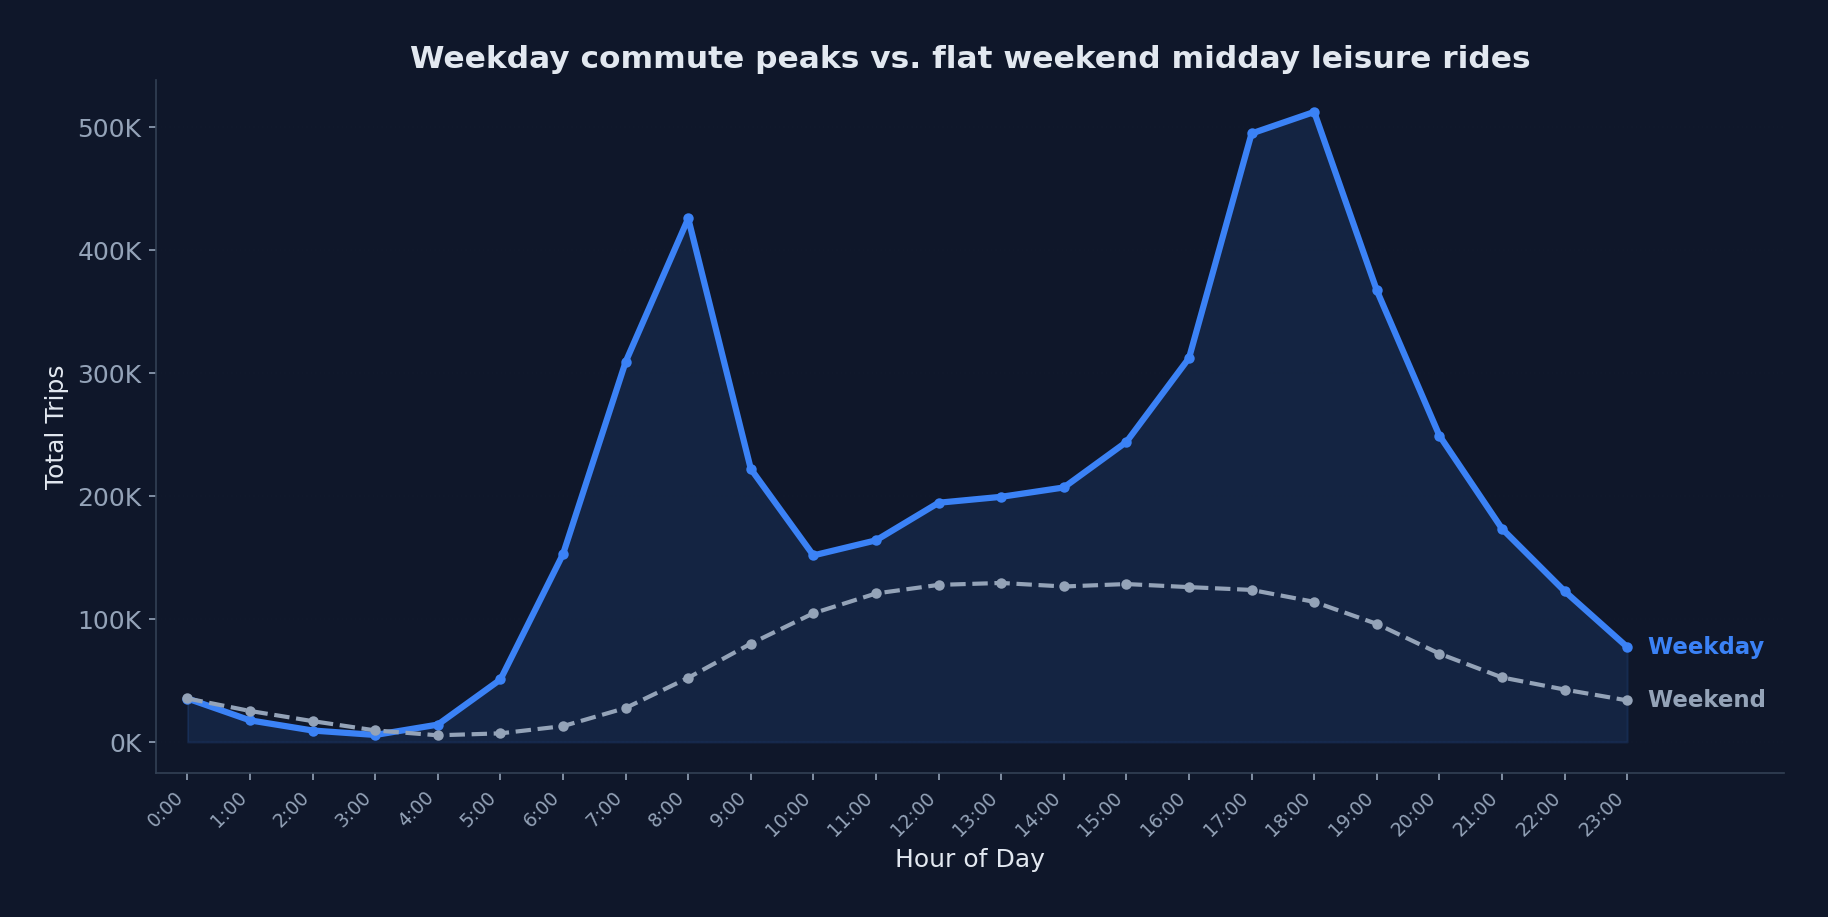 Weekday commute peaks vs. flat weekend midday leisure rides
Total Trips
500K
400K
300K
200K
100K
0K
Weekday
Weekend
0:00
1:00
2:00
3:00
4:00
5:00
6:00
7:00
8:00
9:00
10:00
11:00
12:00
13:00
14:00
15:00
16:00
17:00
18:00
19:00
20:00
21:00
22:00
23:00
Hour of Day